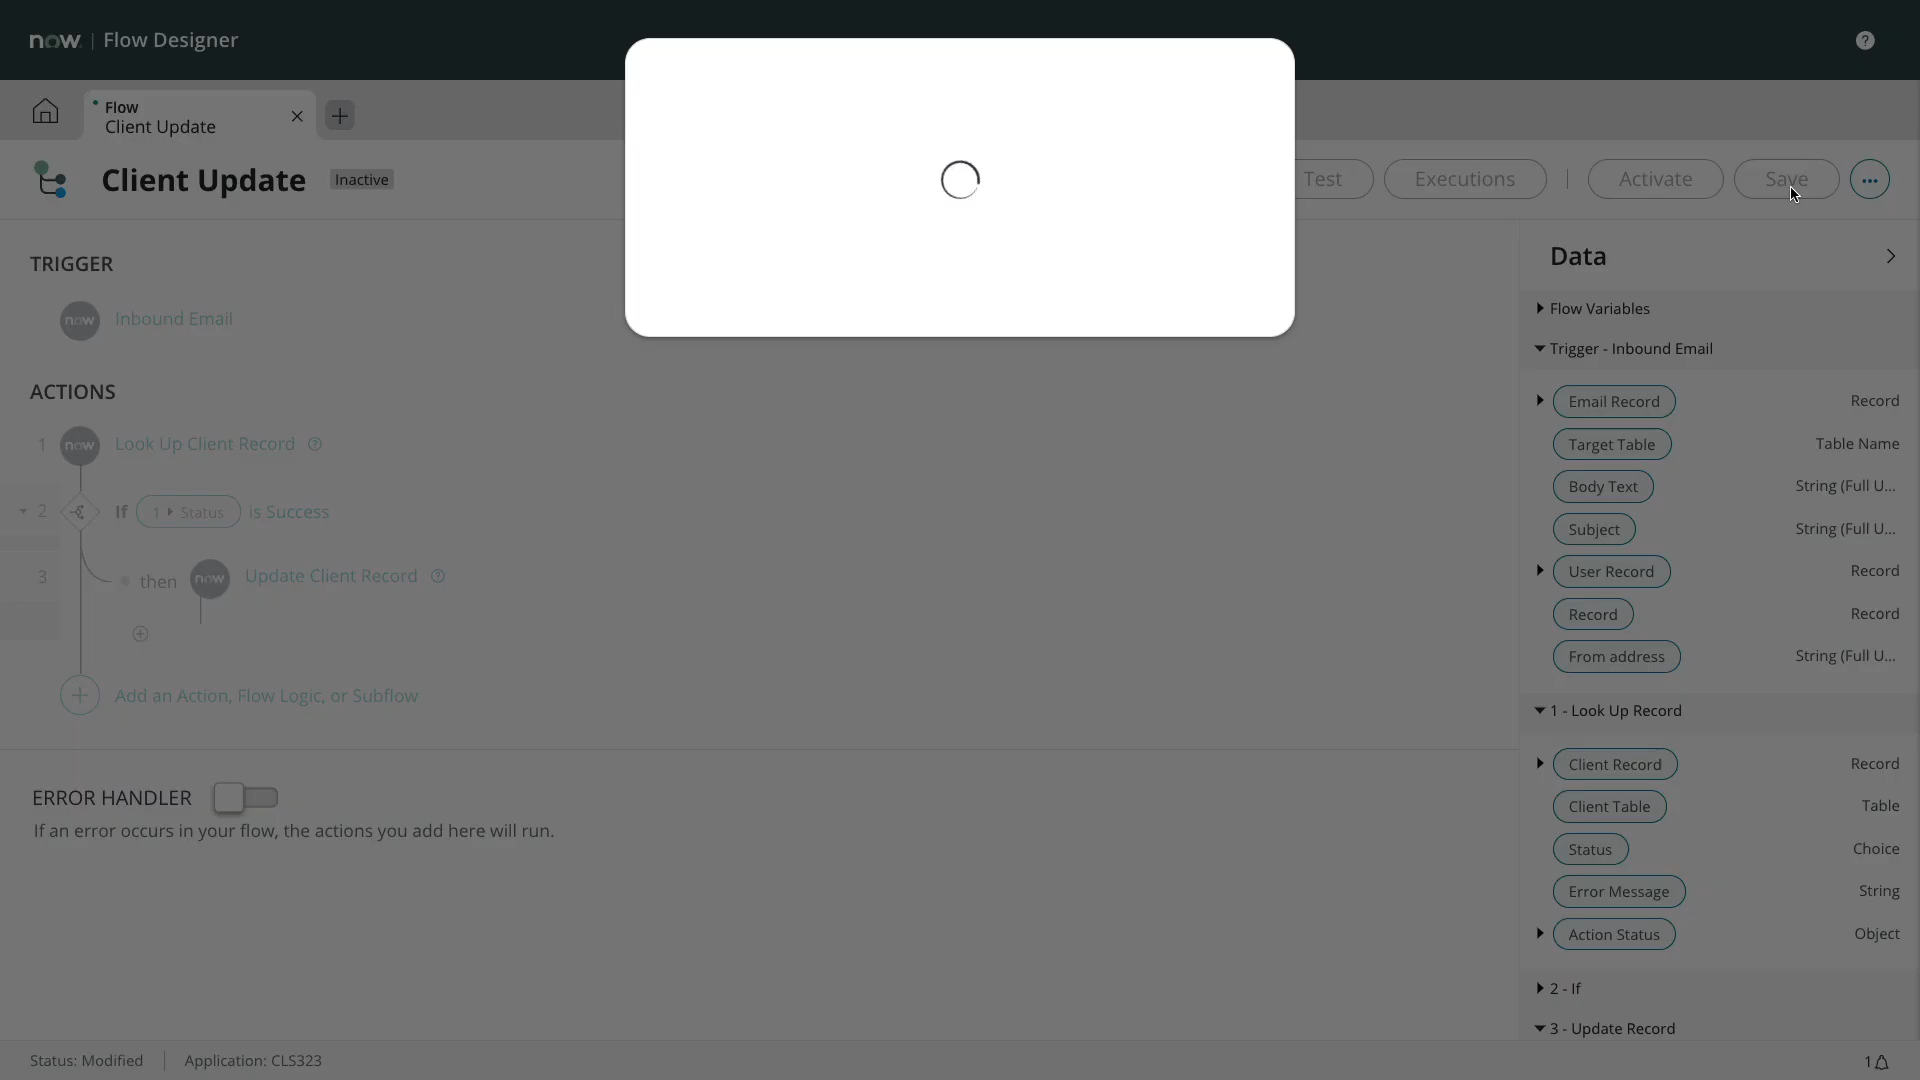 now | Flow Designer
?
Flow
Client Update
Client Update Inactive
Test Executions | Activate Save ...
TRIGGER
now Inbound Email
ACTIONS
1 now Look Up Client Record ?
2 If 1 Status is Success
3 then now Update Client Record ?
Add an Action, Flow Logic, or Subflow
ERROR HANDLER
If an error occurs in your flow, the actions you add here will run.
Data
Flow Variables
Trigger - Inbound Email
Email Record Record
Target Table Table Name
Body Text String (Full U...
Subject String (Full U...
User Record Record
Record Record
From address String (Full U...
1 - Look Up Record
Client Record Record
Client Table Table
Status Choice
Error Message String
Action Status Object
2 - If
3 - Update Record
Status: Modified | Application: CLS323
1